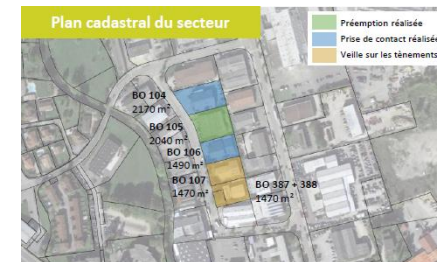 Plan cadastral du secteur
Préemption réalisée
Prise de contact réalisée
Veille sur les tènements
BO 104
2170 m²
BO 105
2040 m²
BO 106
1490 m²
BO 107
1470 m²
BO 387 + 388
1470 m²